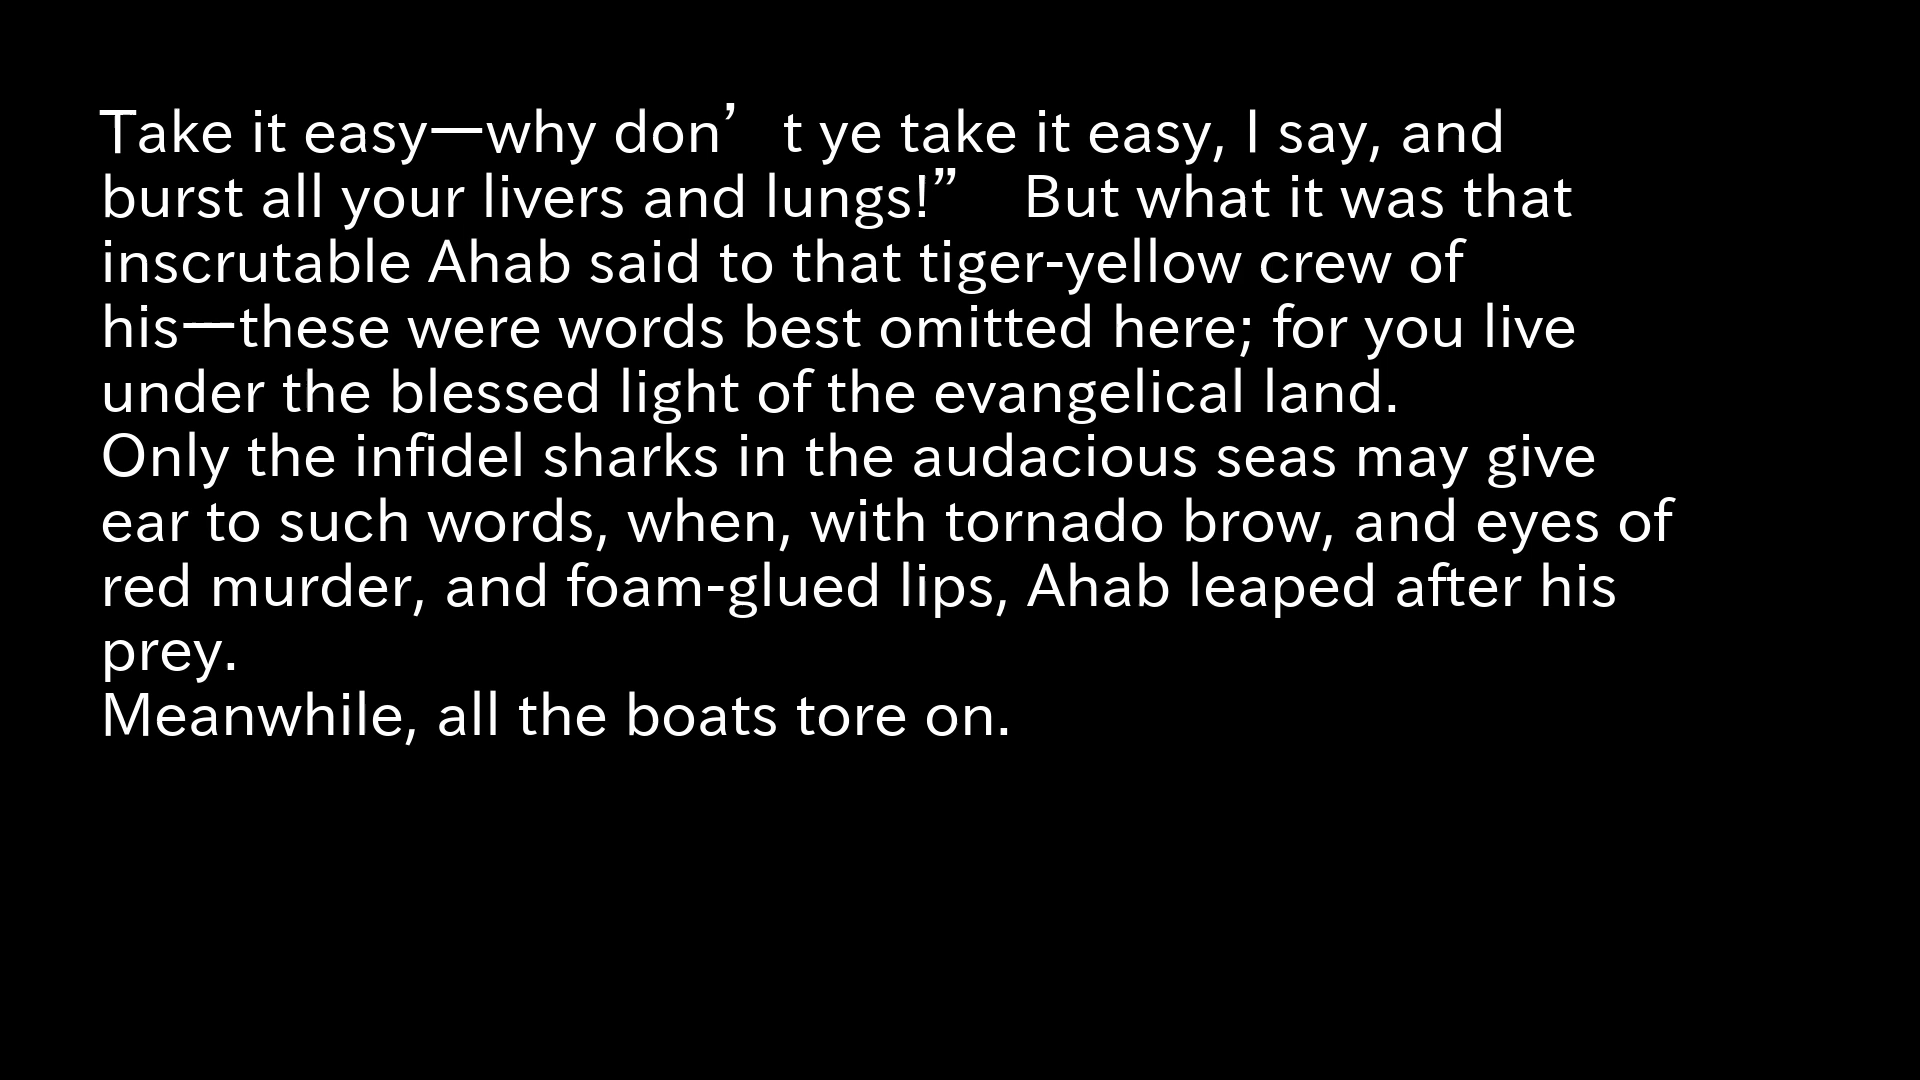 Take it easy—why don’t ye take it easy, I say, and
burst all your livers and lungs!” But what it was that
inscrutable Ahab said to that tiger-yellow crew of
his—these were words best omitted here; for you live
under the blessed light of the evangelical land.
Only the infidel sharks in the audacious seas may give
ear to such words, when, with tornado brow, and eyes of
red murder, and foam-glued lips, Ahab leaped after his
prey.
Meanwhile, all the boats tore on.